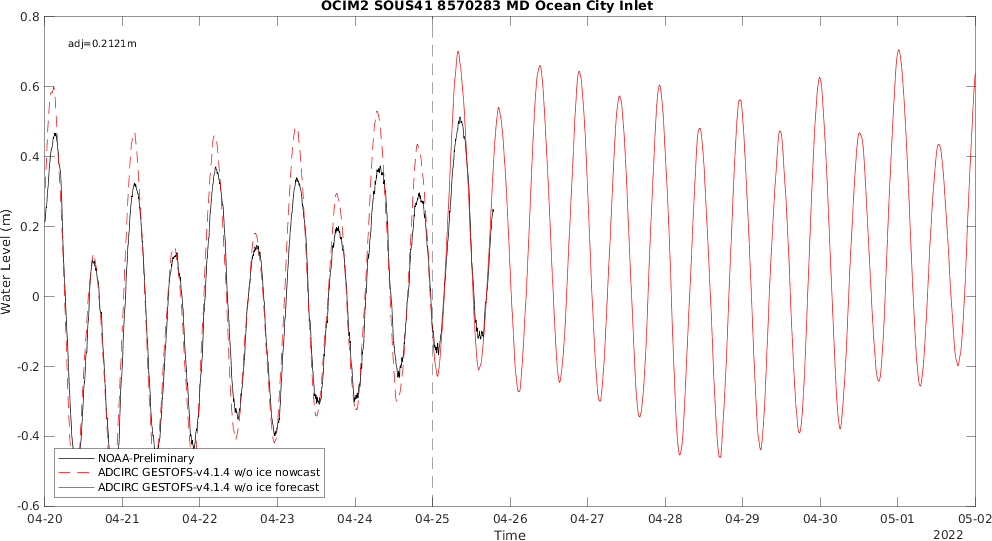 OCIM2 SOUS41 8570283 MD Ocean City Inlet
adj=0.2121m
0.8
0.6
0.4
0.2
0
-0.2
-0.4
-0.6
Water Level (m)
NOAA-Preliminary
ADCIRC GESTOFS-v4.1.4 w/o ice nowcast
ADCIRC GESTOFS-v4.1.4 w/o ice forecast
04-20 04-21 04-22 04-23 04-24 04-25 04-26 04-27 04-28 04-29 04-30 05-01 05-02
Time
2022